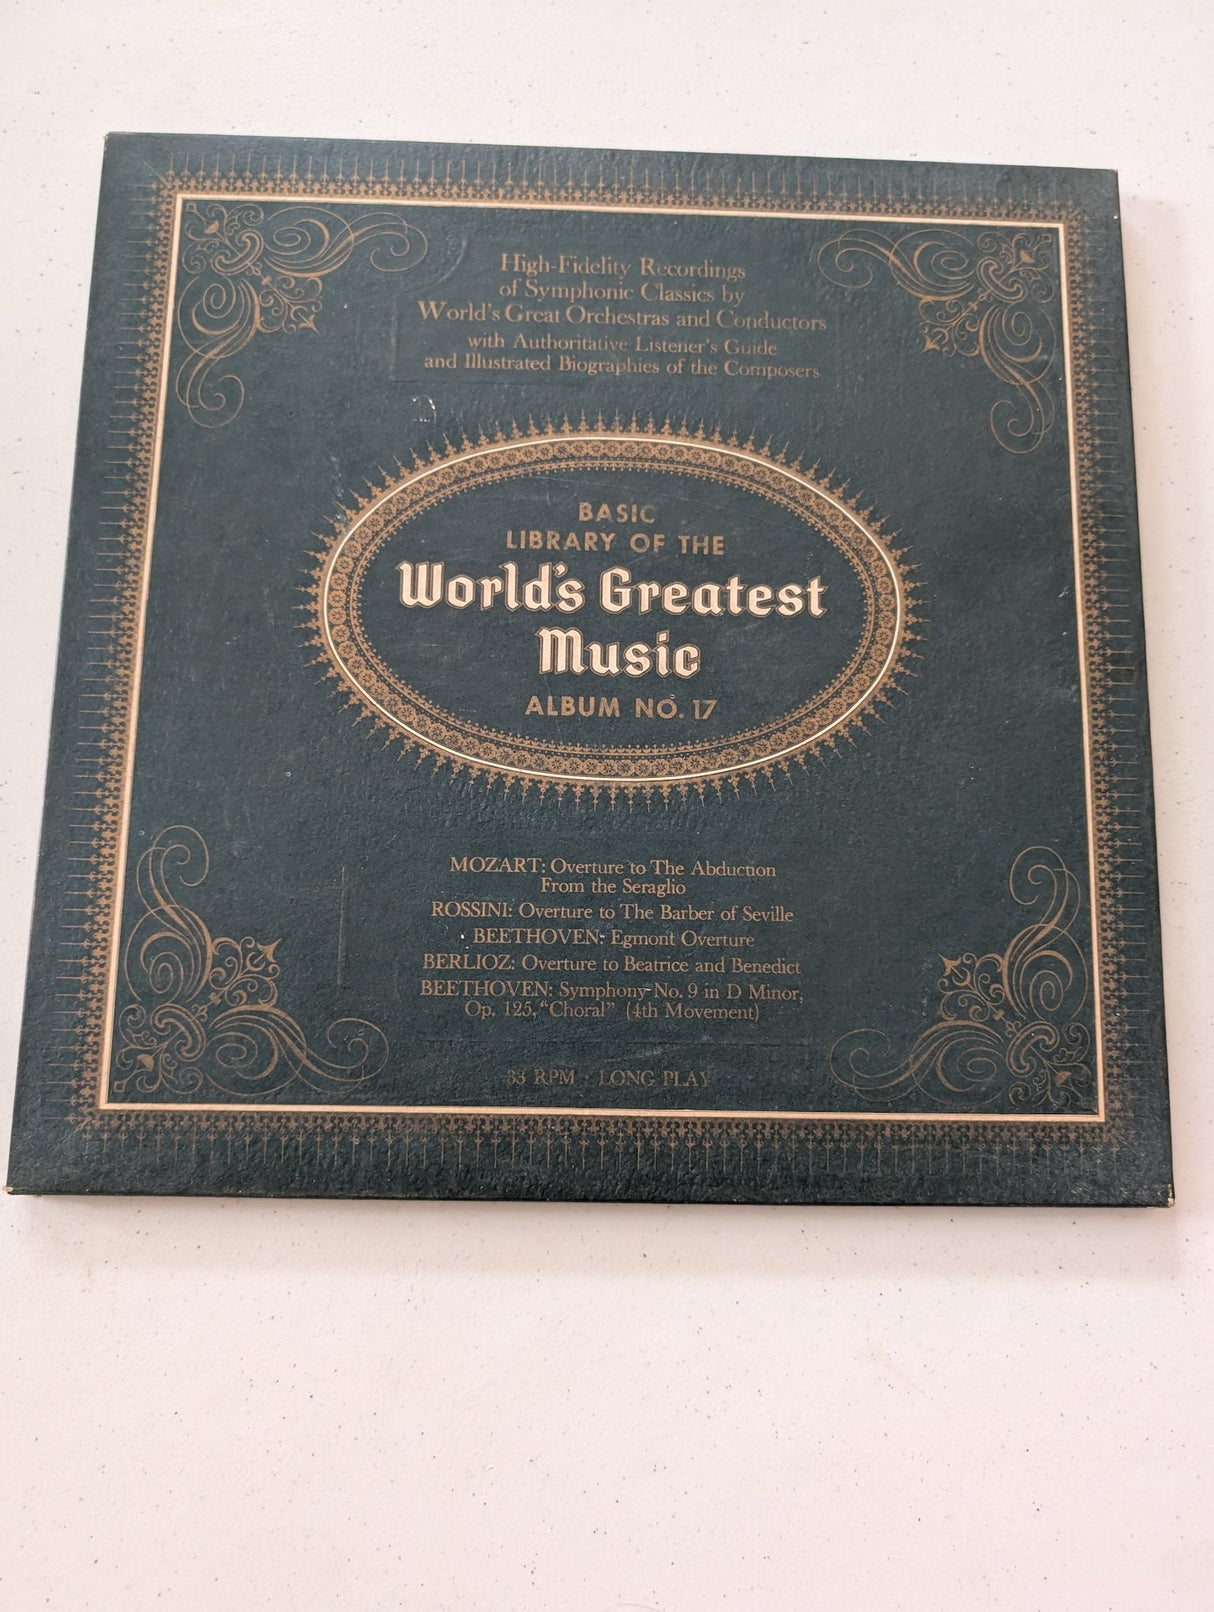 High-Fidelity Recordings
of Symphonic Classics by
World's Great Orchestras and Conductors
with Authoritative Listener's Guide
and Illustrated Biographies of the Composers
BASIC
LIBRARY OF THE
World's Greatest
Music
ALBUM NO. 17
MOZART: Overture to The Abduction
From the Seraglio
ROSSINI: Overture to The Barber of Seville
BEETHOVEN: Egmont Overture
BERLIOZ: Overture to Beatrice and Benedict
BEETHOVEN: Symphony No. 9 in D Minor,
Op. 125, "Choral" (4th Movement)
33 RPM · LONG PLAY